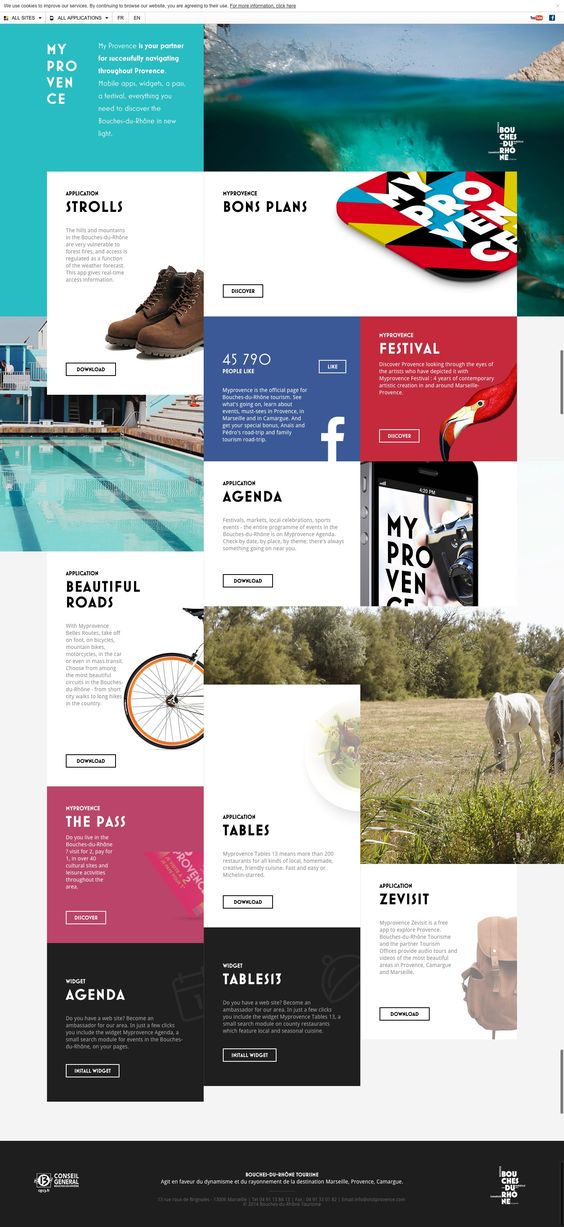 We use cookies to improve our services. By continuing to browse our website, you are agreeing to their use. For more information, click here
ALL SITES
ALL APPLICATIONS
FR
EN
You Tube
MY
PRO
VEN
CE
My Provence is your partner
for succesfully navigating
throughout Provence.
Mobile apps, widgets, a pass,
a festival, everything you
need to discover the
Bouches-du-Rhône in new
light.
BOU
CHES
-DU-
RHÔ
NE
APPLICATION
STROLLS
The hills and mountains
in the Bouches-du-Rhône
are very vulnerable to
forest fires, and access is
regulated as a function
of the weather forecast.
This app gives real-time
access information.
DOWNLOAD
MYPROVENCE
BONS PLANS
MY
PRO
VEN
CE
DISCOVER
45 790
PEOPLE LIKE
LIKE
Myprovence is the official page for
Bouches-du-Rhône tourism. See
what's going on, learn about
events, must-sees in Provence, in
Marseille and in Camargue. And
get your special bonus, Anaïs and
Pédro's road-trip and family
tourism road-trip.
MYPROVENCE
FESTIVAL
Discover Provence looking through the eyes of
the artists who have depicted it with
Myprovence Festival : 4 years of contemporary
artistic creation in and around Marseille-
Provence.
DISCOVER
APPLICATION
AGENDA
Festivals, markets, local celebrations, sports
events - the entire programme of events in the
Bouches-du-Rhône is on Myprovence Agenda.
Check by date, by place, by theme: there's always
something going on near you.
DOWNLOAD
4:20 PM
MY
PRO
VEN
CE
APPLICATION
BEAUTIFUL
ROADS
With Myprovence
Belles Routes, take off
on foot, on bicycles,
mountain bikes,
motorcycles, in the car
or even in mass transit.
Choose from among
the most beautiful
circuits in the Bouches-
du-Rhône - from short
city walks to long hikes
in the country.
DOWNLOAD
MYPROVENCE
THE PASS
Do you live in the
Bouches-du-Rhône
? visit for 2, pay for
1, in over 40
cultural sites and
leisure activities
throughout the
area.
DISCOVER
APPLICATION
TABLES
Myprovence Tables 13 means more than 200
restaurants for all kinds of local, homemade,
creative, friendly cuisine. Fast and easy or
Michelin-starred.
DOWNLOAD
APPLICATION
ZEVISIT
Myprovence Zevisit is a free
app to explore Provence.
Bouches-du-Rhône Tourisme
and the partner Tourism
Offices provide audio tours and
videos of the most beautiful
areas in Provence, Camargue
and Marseille.
DOWNLOAD
WIDGET
AGENDA
Do you have a web site? Become an
ambassador for our area. In just a few clicks
you include the widget Myprovence Agenda, a
small search module for events in the Bouches-
du-Rhône, on your pages.
INSTALL WIDGET
WIDGET
TABLES13
Do you have a web site? Become an
ambassador for our area. In just a few clicks
you include the widget Myprovence Tables 13, a
small search module on county restaurants
which feature local and seasonal cuisine.
INSTALL WIDGET
CONSEIL
GENERAL
cg13.fr
BOUCHES-DU-RHÔNE TOURISME
Agit en faveur du dynamisme et du rayonnement de la destination Marseille, Provence, Camargue.
13 rue roux de Brignoles - 13006 Marseille
© 2014 Bouches-du-Rhône Tourisme
BOU
CHES
-DU-
RHÔ
NE